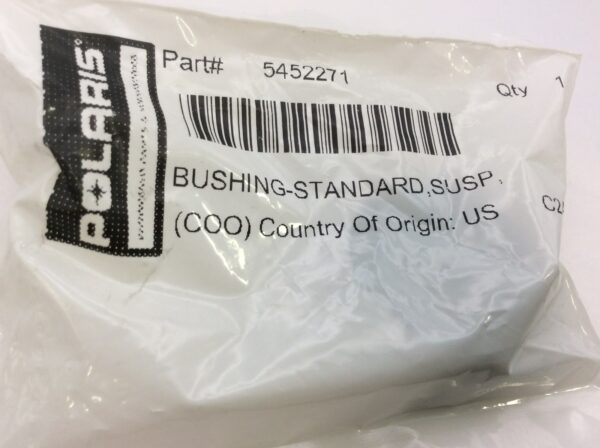 POLARIS
Part# 5452271 Qty 1
BUSHING-STANDARD,SUSP,
(COO) Country Of Origin: US